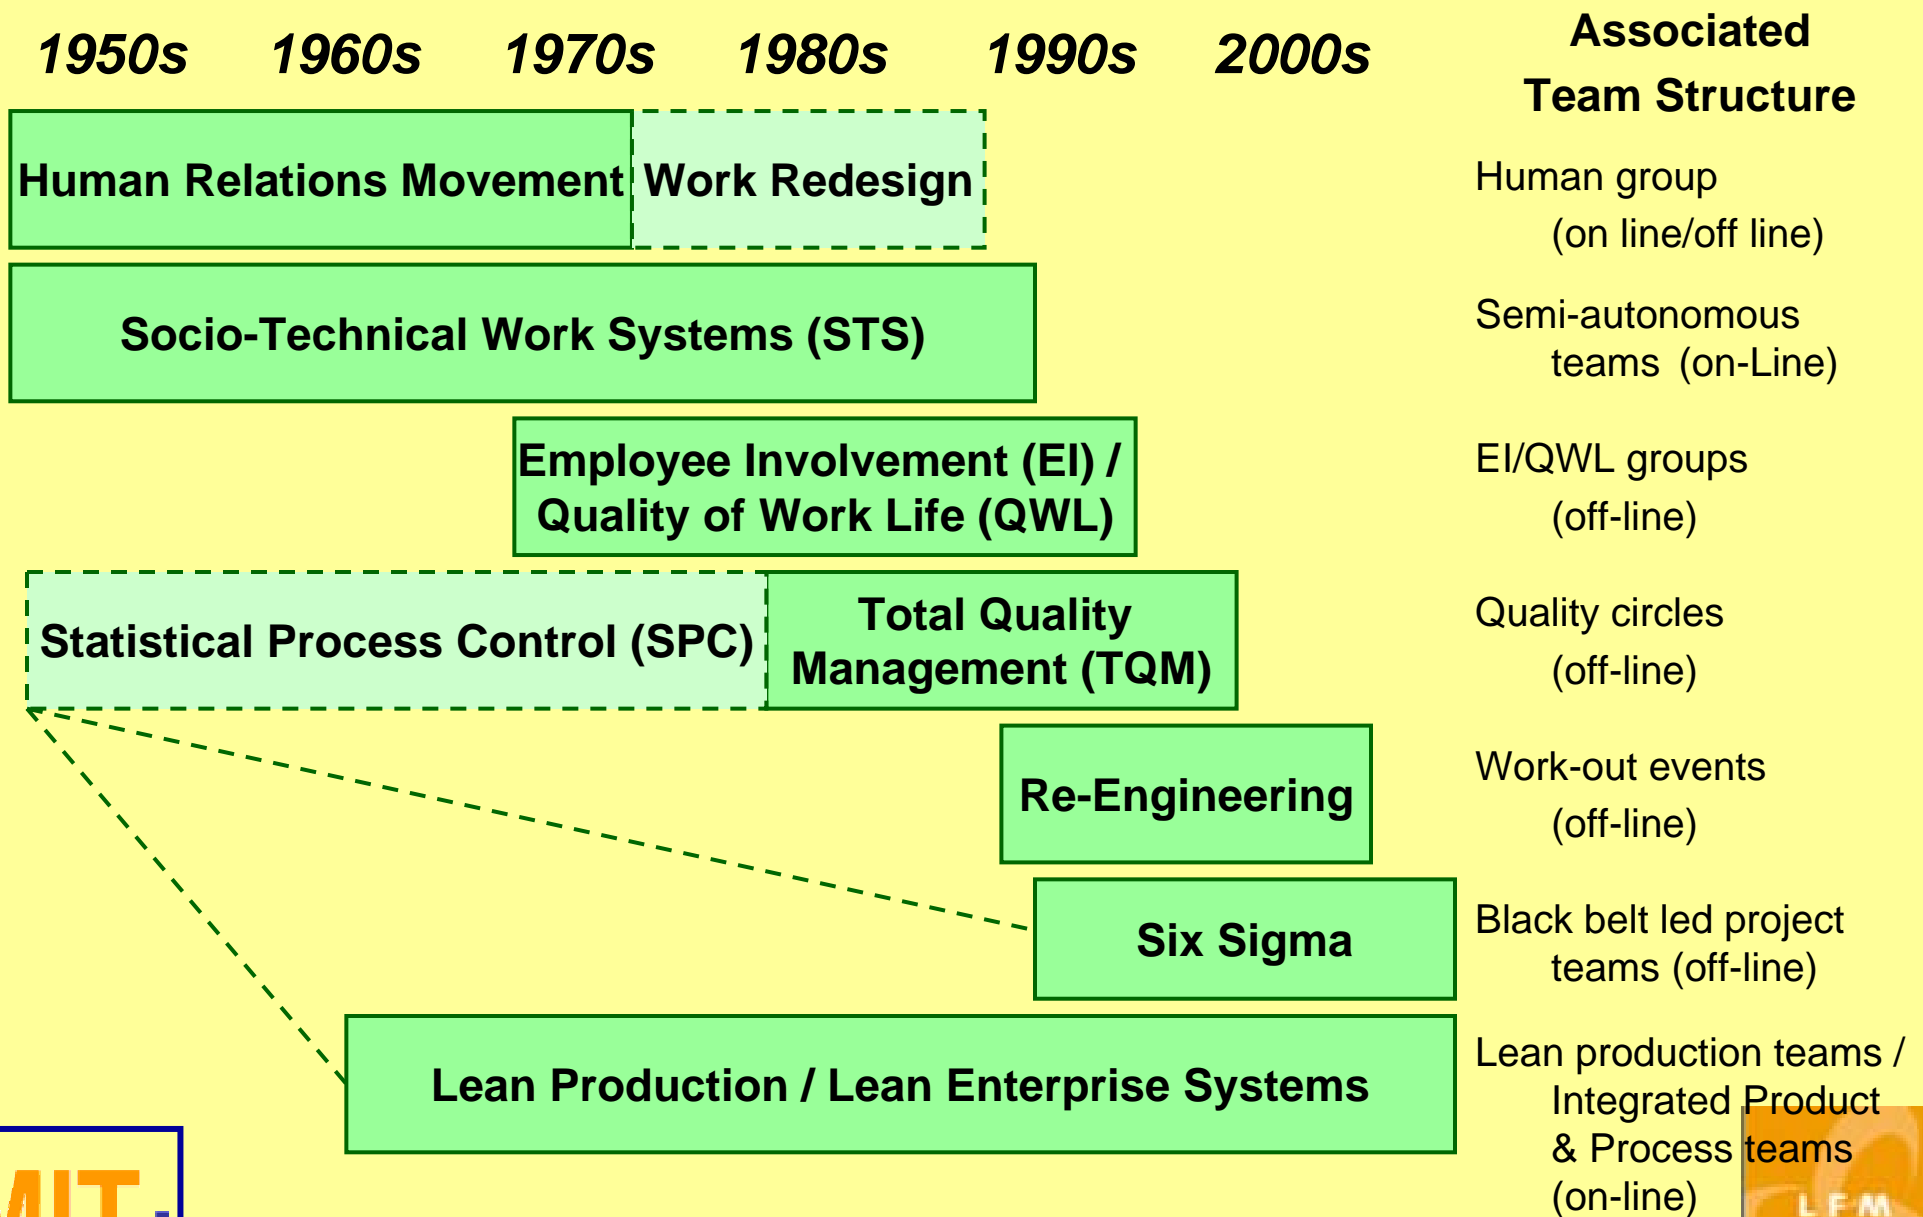 1950s 1960s 1970s 1980s 1990s 2000s
Associated
Team Structure
Human Relations Movement
Work Redesign
Human group
(on line/off line)
Socio-Technical Work Systems (STS)
Semi-autonomous
teams (on-Line)
Employee Involvement (EI) /
Quality of Work Life (QWL)
EI/QWL groups
(off-line)
Statistical Process Control (SPC)
Total Quality
Management (TQM)
Quality circles
(off-line)
Re-Engineering
Work-out events
(off-line)
Six Sigma
Black belt led project
teams (off-line)
Lean Production / Lean Enterprise Systems
Lean production teams /
Integrated Product
& Process teams
(on-line)
MIT
LFM